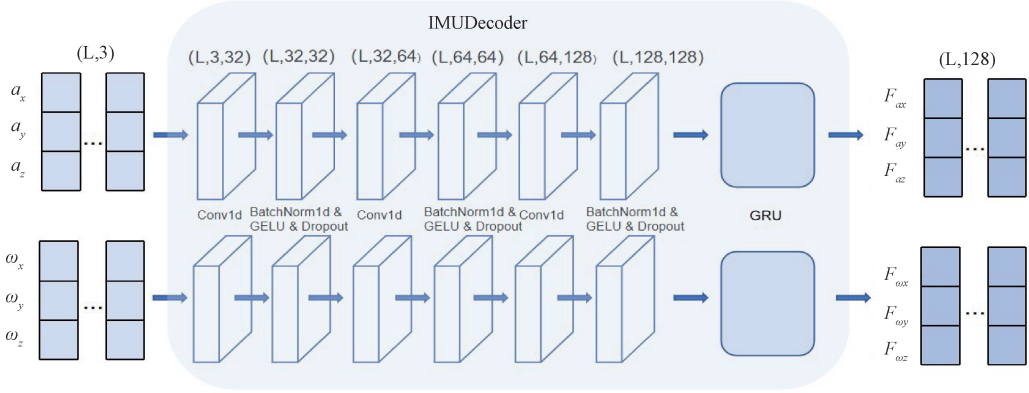 IMUDecoder
(L,3)
(L,3,32) (L,32,32) (L,32,64) (L,64,64) (L,64,128) (L,128,128)
(L,128)
a_x
a_y
a_z
...
F_ax
F_ay
F_az
...
Conv1d
BatchNorm1d &
GELU & Dropout
Conv1d
BatchNorm1d &
GELU & Dropout
Conv1d
BatchNorm1d &
GELU & Dropout
GRU
ω_x
ω_y
ω_z
...
F_ωx
F_ωy
F_ωz
...